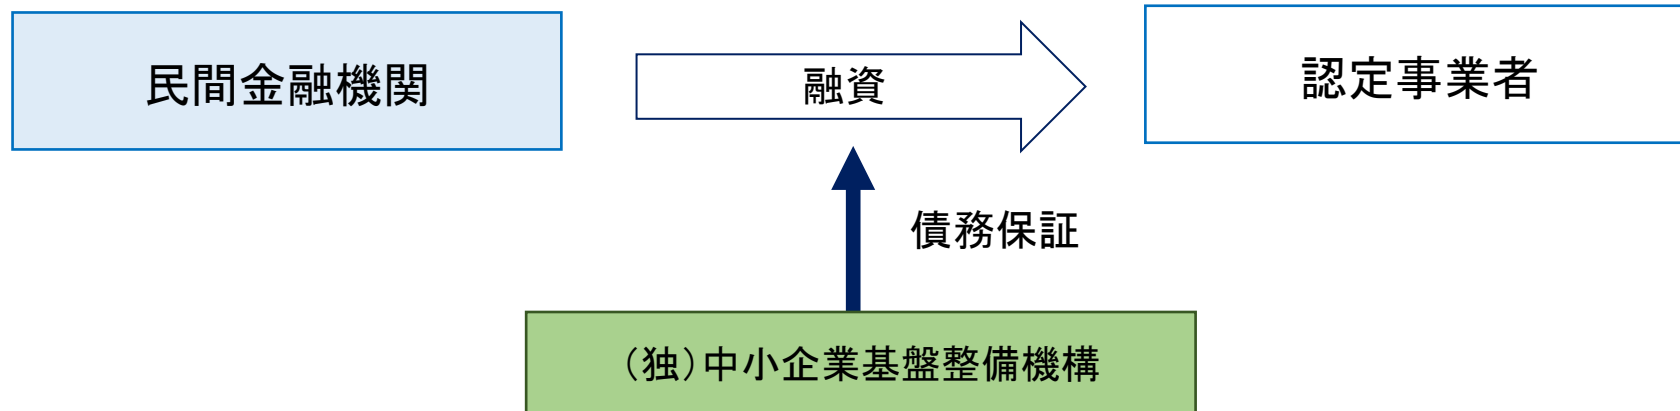 民間金融機関
融資
認定事業者
債務保証
（独）中小企業基盤整備機構